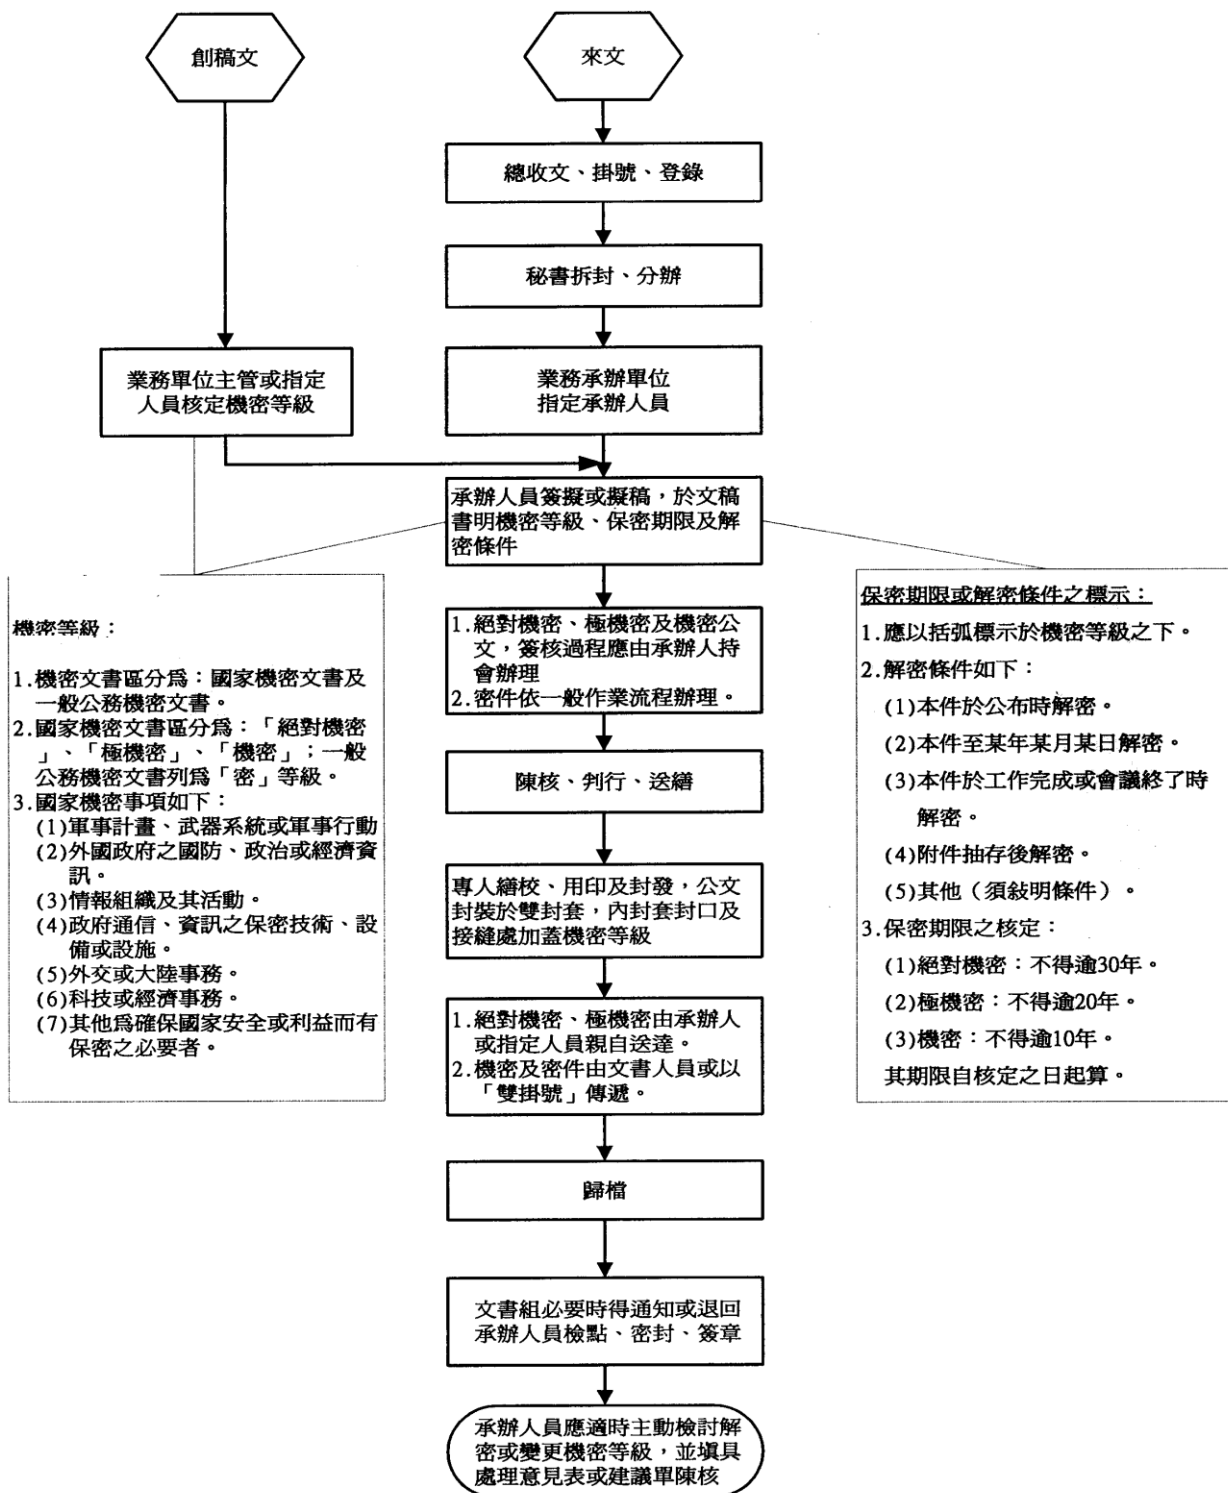 創稿文
來文
總收文、掛號、登錄
秘書拆封、分辦
業務單位主管或指定
人員核定機密等級
業務承辦單位
指定承辦人員
承辦人員簽擬或擬稿，於文稿
書明機密等級、保密期限及解
密條件
機密等級：
1.機密文書區分為：國家機密文書及
一般公務機密文書。
2.國家機密文書區分為：「絕對機密
」、「極機密」、「機密」；一般
公務機密文書列為「密」等級。
3.國家機密事項如下：
(1)軍事計畫、武器系統或軍事行動
(2)外國政府之國防、政治或經濟資
訊。
(3)情報組織及其活動。
(4)政府通信、資訊之保密技術、設
備或設施。
(5)外交或大陸事務。
(6)科技或經濟事務。
(7)其他為確保國家安全或利益而有
保密之必要者。
1.絕對機密、極機密及機密公
文，簽核過程應由承辦人持
會辦理
2.密件依一般作業流程辦理。
陳核、判行、送繕
專人繕校、用印及封發，公文
封裝於雙封套，內封套封口及
接縫處加蓋機密等級
1.絕對機密、極機密由承辦人
或指定人員親自送達。
2.機密及密件由文書人員或以
「雙掛號」傳遞。
歸檔
文書組必要時得通知或退回
承辦人員檢點、密封、簽章
承辦人員應適時主動檢討解
密或變更機密等級，並填具
處理意見表或建議單陳核
保密期限或解密條件之標示：
1.應以括弧標示於機密等級之下。
2.解密條件如下：
(1)本件於公布時解密。
(2)本件至某年某月某日解密。
(3)本件於工作完成或會議終了時
解密。
(4)附件抽存後解密。
(5)其他（須敍明條件）。
3.保密期限之核定：
(1)絕對機密：不得逾30年。
(2)極機密：不得逾20年。
(3)機密：不得逾10年。
其期限自核定之日起算。